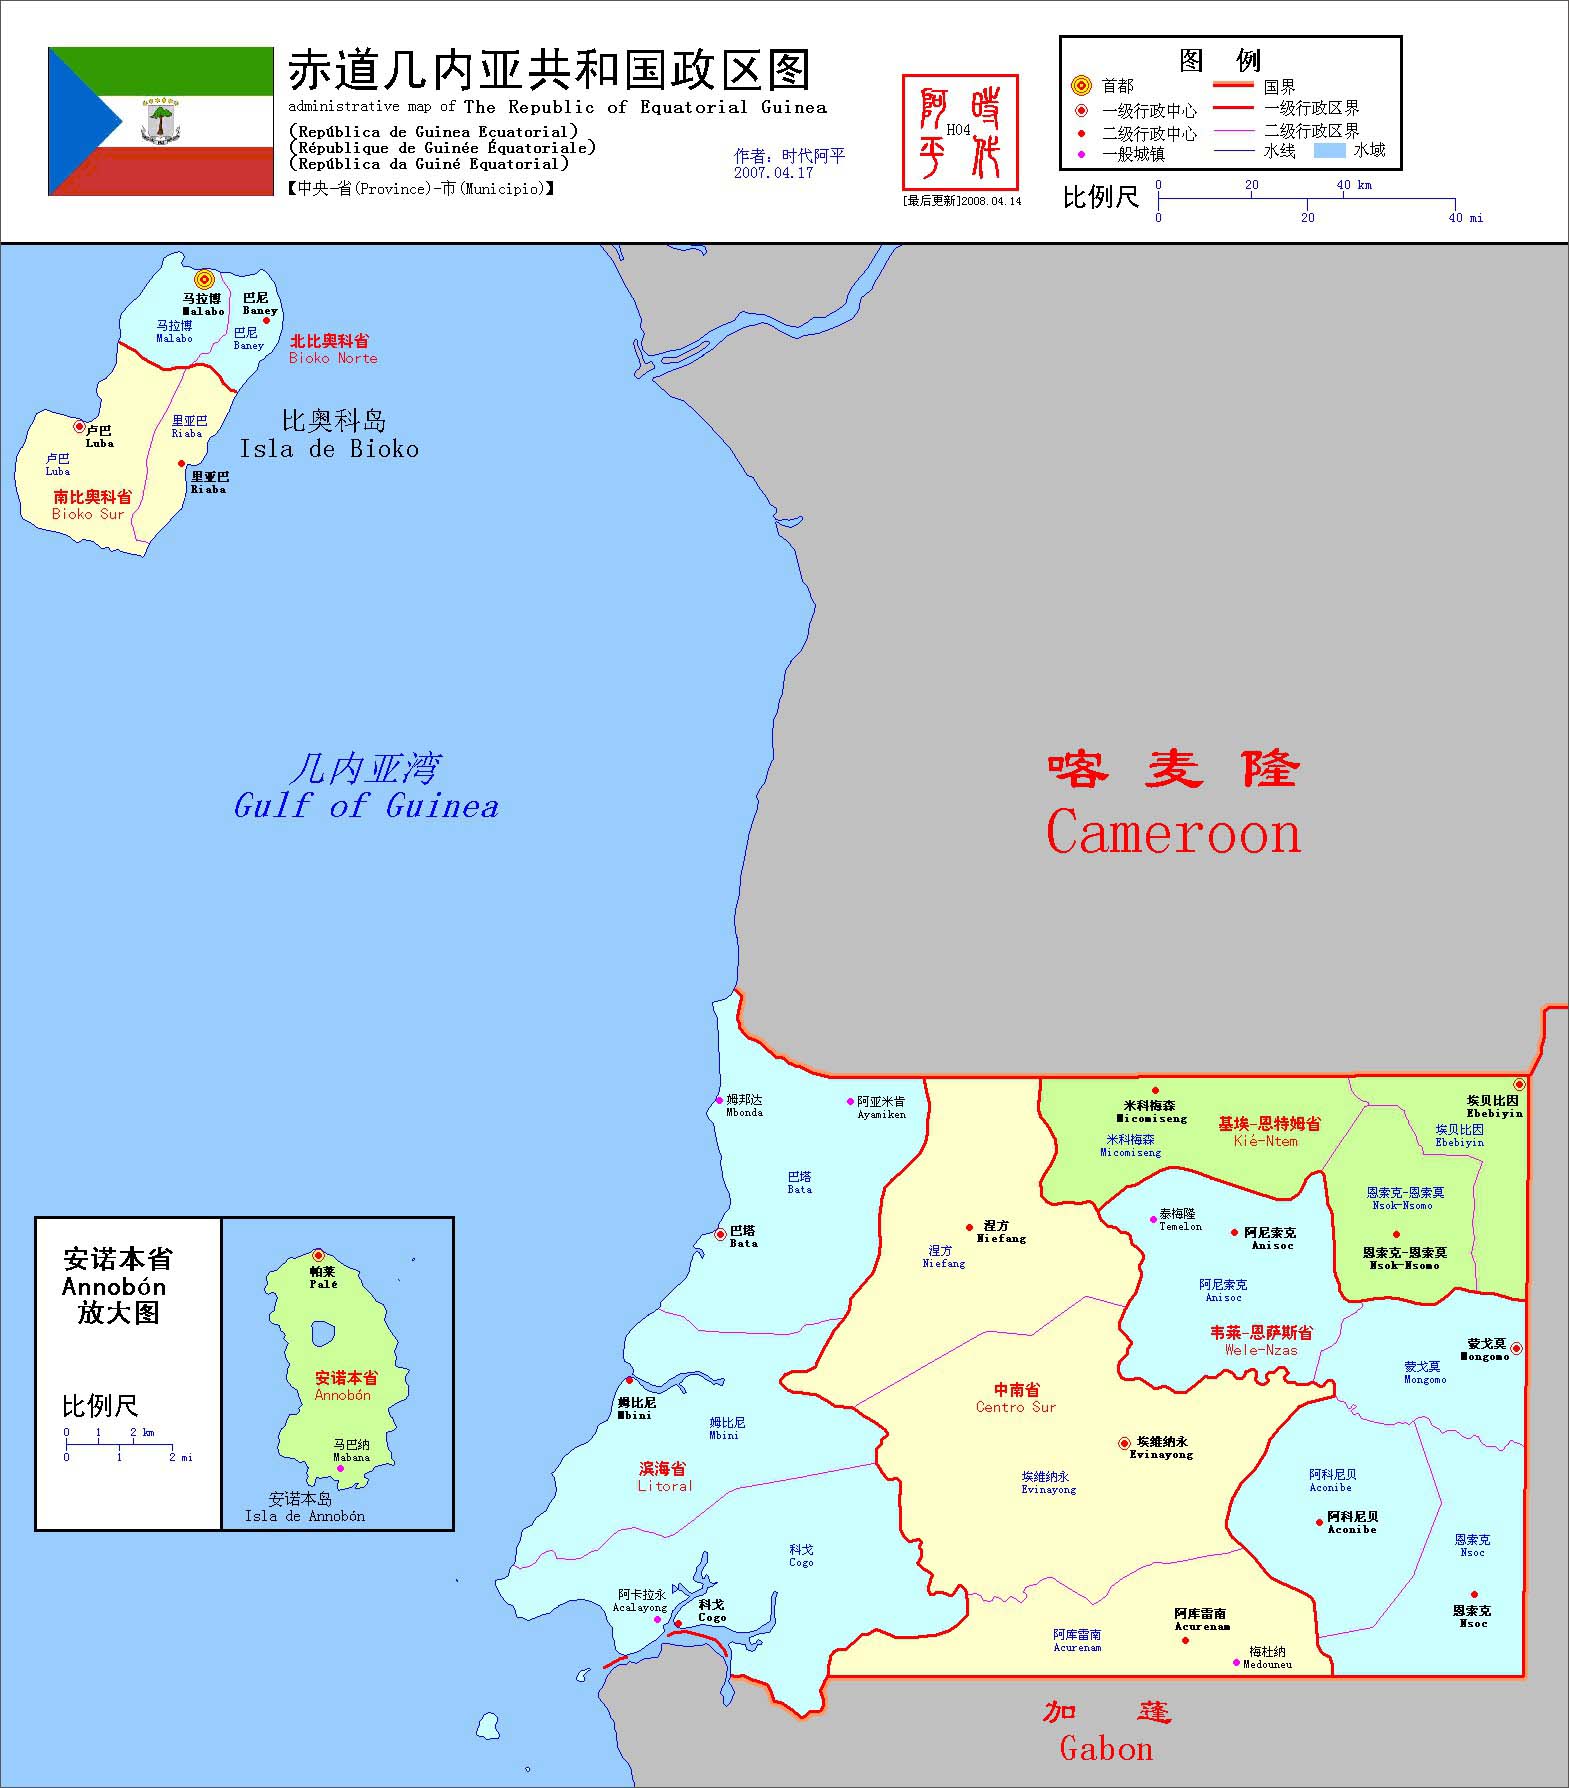 赤道几内亚共和国政区图
administrative map of The Republic of Equatorial Guinea
(República de Guinea Ecuatorial)
(République de Guinée Équatoriale)
(República da Guiné Equatorial)
【中央-省(Province)-市(Municipio)】
作者: 时代阿平
2007.04.17
时代
阿平
H04
[最后更新]2008.04.14
图 例
首都
国界
一级行政中心
一级行政区界
二级行政中心
二级行政区界
一般城镇
水线
水域
比例尺
0 20 40 km
0 20 40 mi
马拉博
Malabo
巴尼
Baney
马拉博
Malabo
巴尼
Baney
北比奥科省
Bioko Norte
比奥科岛
Isla de Bioko
里亚巴
Riaba
卢巴
Luba
卢巴
Luba
里亚巴
Riaba
南比奥科省
Bioko Sur
几内亚湾
Gulf of Guinea
喀麦隆
Cameroon
姆邦达
Mbonda
阿亚米肯
Ayamiken
巴塔
Bata
巴塔
Bata
米科梅森
Micomiseng
米科梅森
Micomiseng
基埃-恩特姆省
Kié-Ntem
埃贝比因
Ebebiyin
埃贝比因
Ebebiyin
恩索克-恩索莫
Nsok-Nsomo
恩索克-恩索莫
Nsok-Nsomo
涅方
Niefang
涅方
Niefang
泰梅隆
Temelon
阿尼索克
Anisoc
阿尼索克
Anisoc
韦莱-恩萨斯省
Wele-Nzas
蒙戈莫
Mongomo
蒙戈莫
Mongomo
安诺本省
Annobón
放大图
比例尺
0 1 2 km
0 1 2 mi
帕莱
Palé
安诺本省
Annobón
马巴纳
Mabana
安诺本岛
Isla de Annobón
姆比尼
Mbini
姆比尼
Mbini
滨海省
Litoral
中南省
Centro Sur
埃维纳永
Evinayong
埃维纳永
Evinayong
阿科尼贝
Aconibe
阿科尼贝
Aconibe
恩索克
Nsoc
恩索克
Nsoc
科戈
Cogo
阿卡拉永
Acalayong
科戈
Cogo
阿库雷南
Acurenam
阿库雷南
Acurenam
梅杜纳
Medouneu
加蓬
Gabon